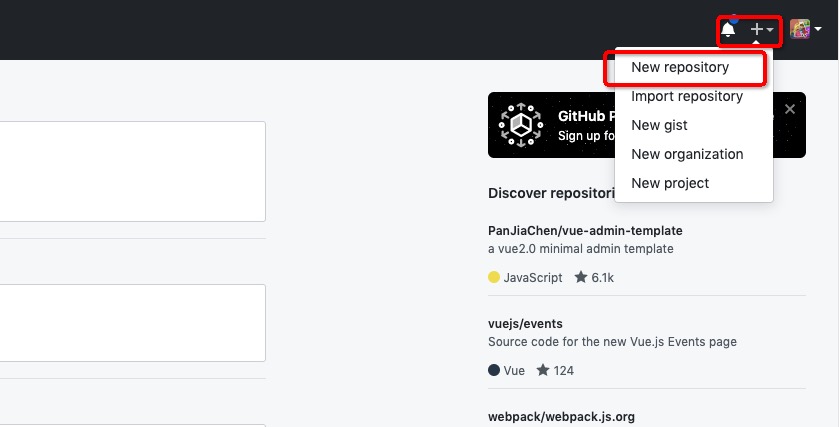 New repository
Import repository
New gist
New organization
New project
GitHub
Sign up
Discover
PanJiaChen/vue-admin-template
a vue2.0 minimal admin template
JavaScript 6.1k
vuejs/events
Source code for the new Vue.js Events page
Vue 124
webpack/webpack.js.org